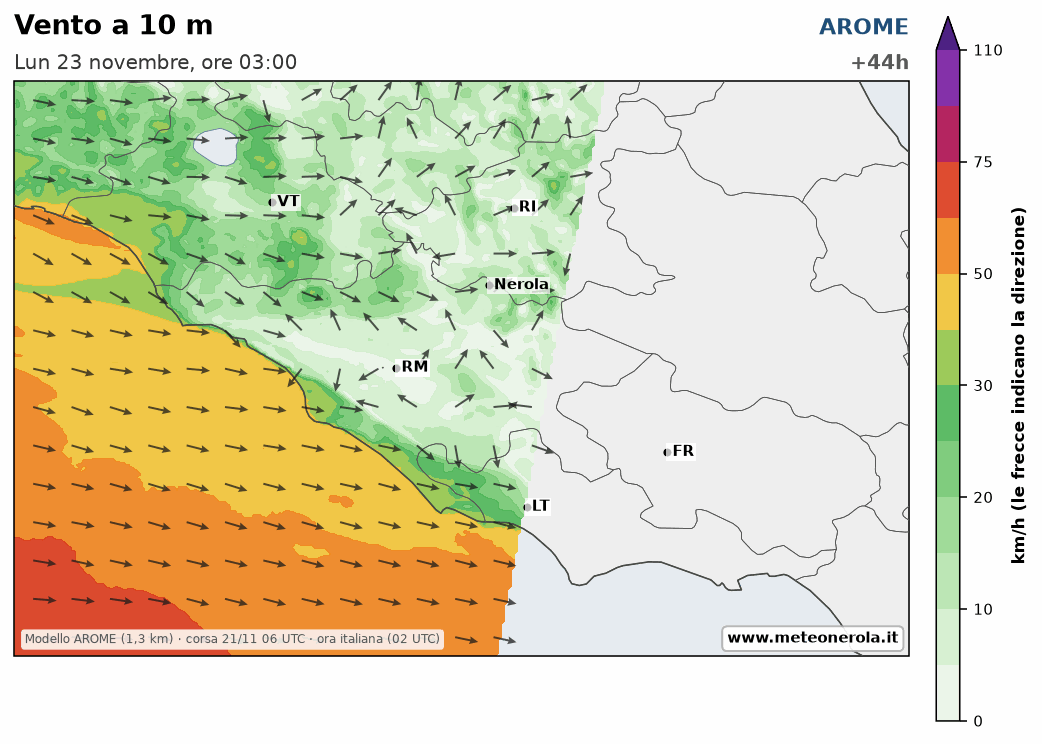 Vento a 10 m
AROME
Lun 23 novembre, ore 03:00
+44h
VT
RI
Nerola
RM
FR
LT
Modello AROME (1,3 km) · corsa 21/11 06 UTC · ora italiana (02 UTC)
www.meteonerola.it
110
75
50
30
20
10
0
km/h (le frecce indicano la direzione)